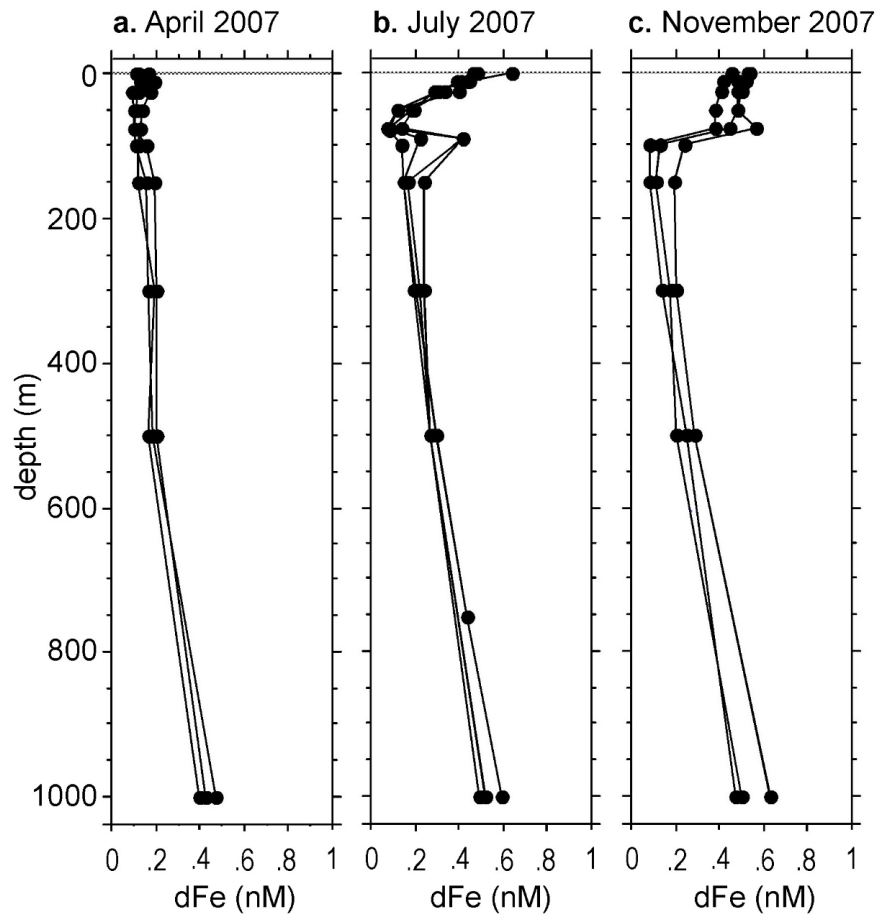 a. April 2007
b. July 2007
c. November 2007
0
200
400
600
800
1000
depth (m)
0 .2 .4 .6 .8 1
0 .2 .4 .6 .8 1
0 .2 .4 .6 .8 1
dFe (nM)
dFe (nM)
dFe (nM)